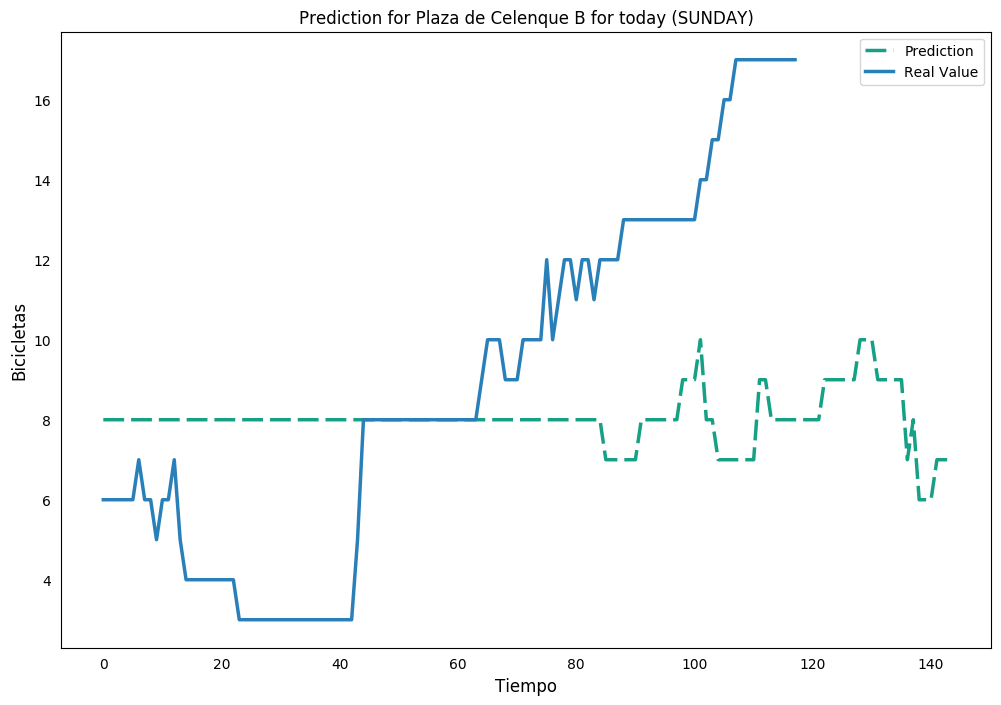 Prediction for Plaza de Celenque B for today (SUNDAY)
Prediction
Real Value
Bicicletas
16
14
12
10
8
6
4
0 20 40 60 80 100 120 140
Tiempo